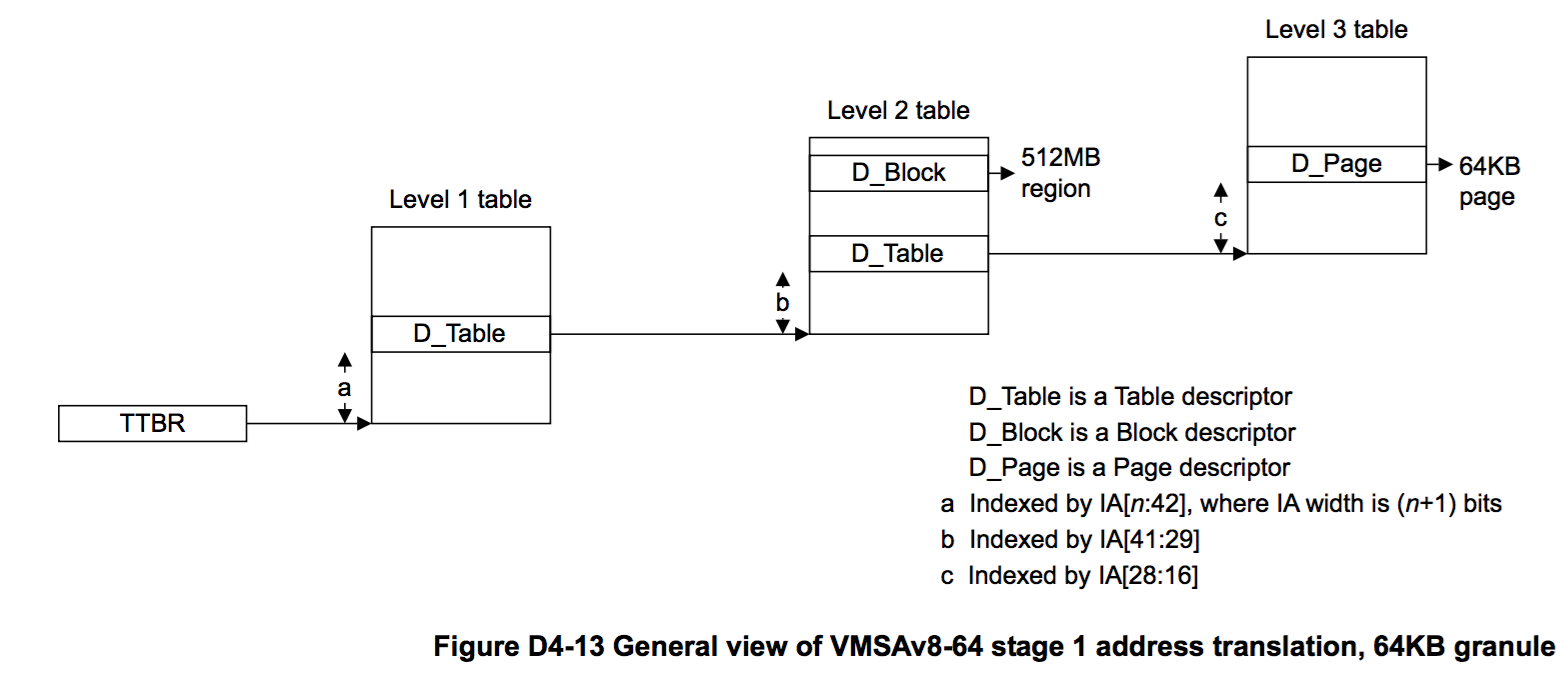 Level 3 table
Level 2 table
D_Block
512MB
region
D_Page
64KB
page
Level 1 table
c
D_Table
b
D_Table
a
TTBR
D_Table is a Table descriptor
D_Block is a Block descriptor
D_Page is a Page descriptor
a Indexed by IA[n:42], where IA width is (n+1) bits
b Indexed by IA[41:29]
c Indexed by IA[28:16]
Figure D4-13 General view of VMSAv8-64 stage 1 address translation, 64KB granule